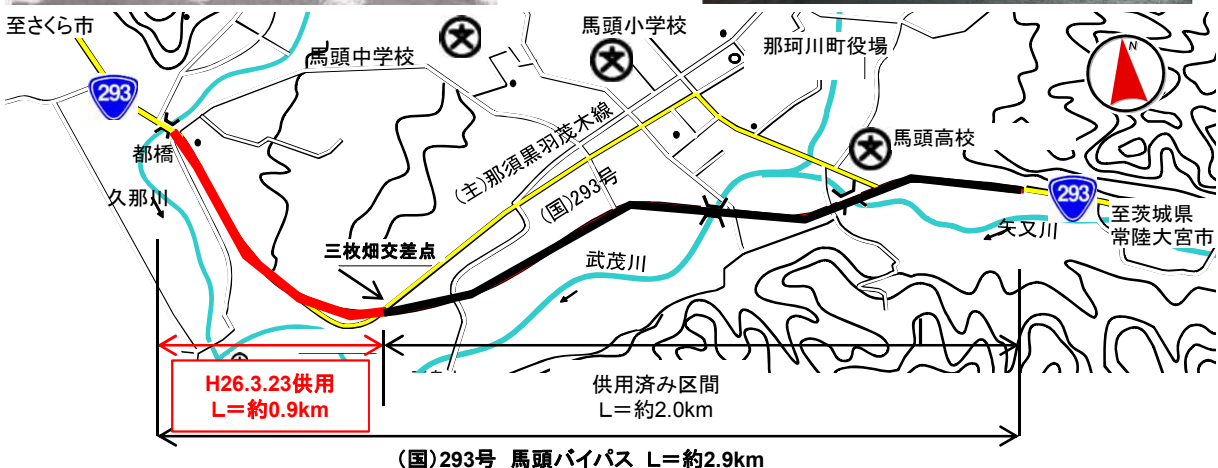 至さくら市
293
馬頭中学校
馬頭小学校
那珂川町役場
N
都橋
久那川
(主)那須黒羽茂木線
(国)293号
馬頭高校
293
至茨城県
常陸大宮市
矢又川
三枚畑交差点
武茂川
H26.3.23供用
L=約0.9km
供用済み区間
L=約2.0km
(国)293号 馬頭バイパス L=約2.9km